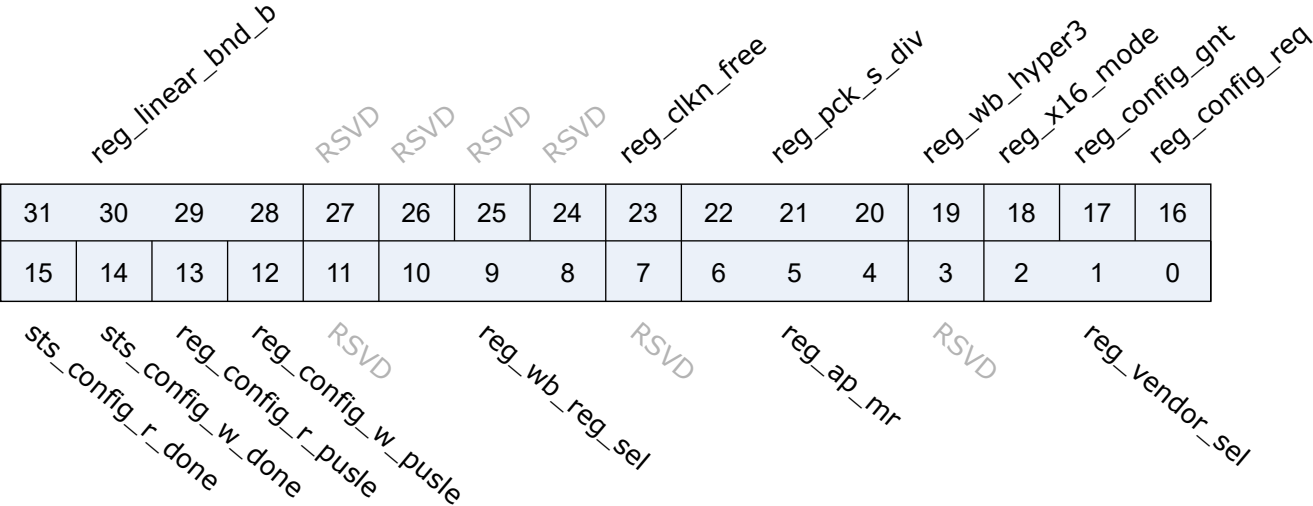 reg_linear_bnd_b
RSVD
RSVD
RSVD
RSVD
reg_clkn_free
reg_pck_s_div
reg_wb_hyper3
reg_x16_mode
reg_config_gnt
reg_config_req
31 30 29 28 27 26 25 24 23 22 21 20 19 18 17 16
15 14 13 12 11 10 9 8 7 6 5 4 3 2 1 0
sts_config_r_done
sts_config_w_done
reg_config_r_pusle
reg_config_w_pusle
RSVD
reg_wb_reg_sel
RSVD
reg_ap_mr
RSVD
reg_vendor_sel